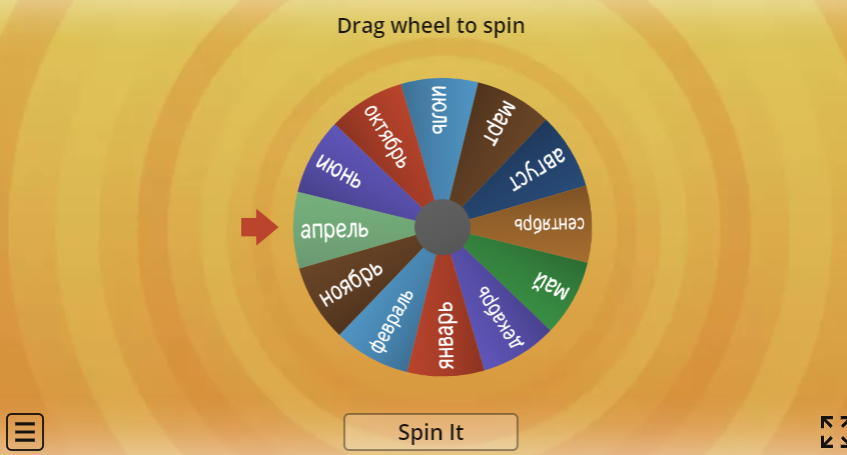 Drag wheel to spin
июль
март
август
сентябрь
май
декабрь
январь
февраль
ноябрь
апрель
июнь
октябрь
Spin It